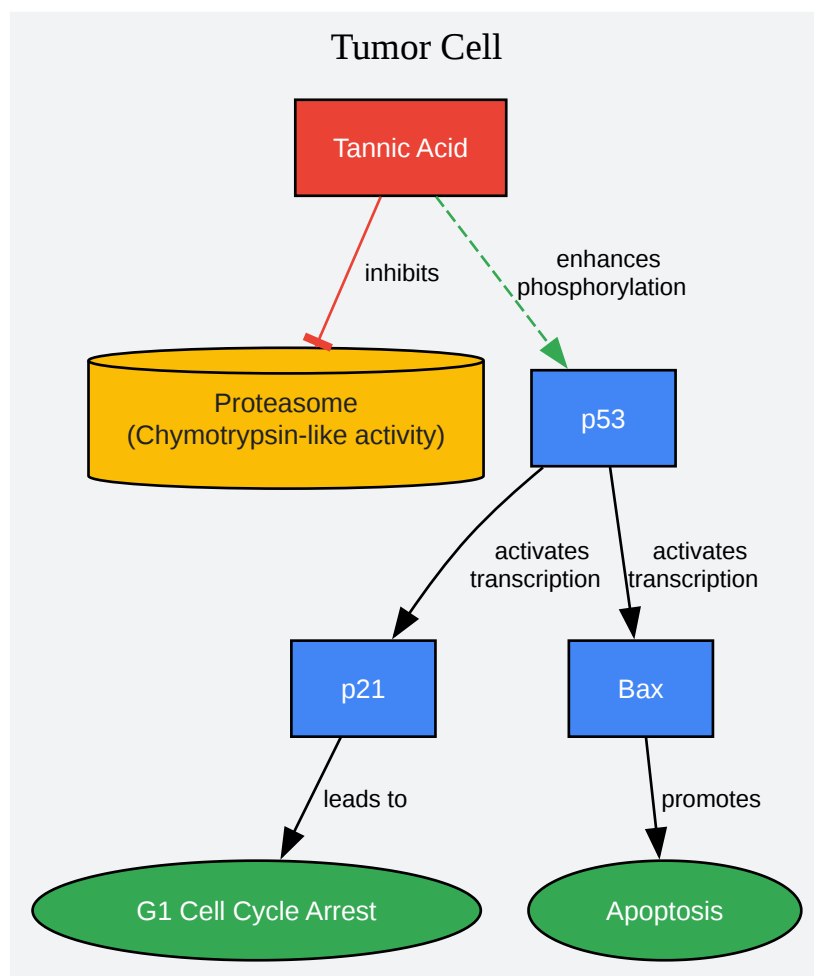 Tumor Cell
Tannic Acid
inhibits
enhances
phosphorylation
Proteasome
(Chymotrypsin-like activity)
p53
activates
transcription
activates
transcription
p21
Bax
leads to
promotes
G1 Cell Cycle Arrest
Apoptosis